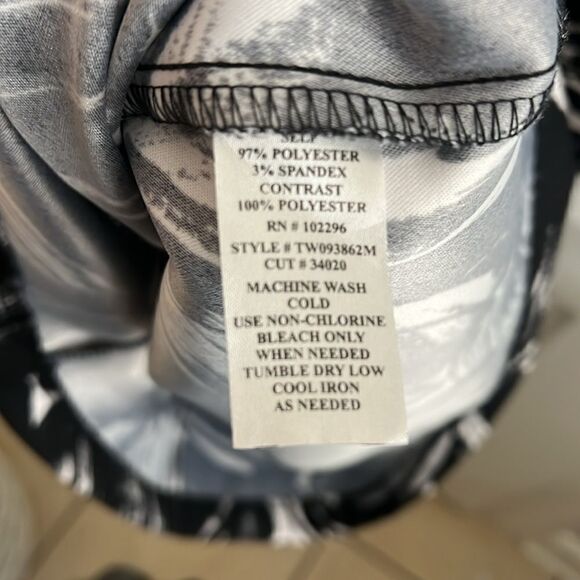 SELF
97% POLYESTER
3% SPANDEX
CONTRAST
100% POLYESTER
RN # 102296
STYLE # TW093862M
CUT # 34020
MACHINE WASH
COLD
USE NON-CHLORINE
BLEACH ONLY
WHEN NEEDED
TUMBLE DRY LOW
COOL IRON
AS NEEDED